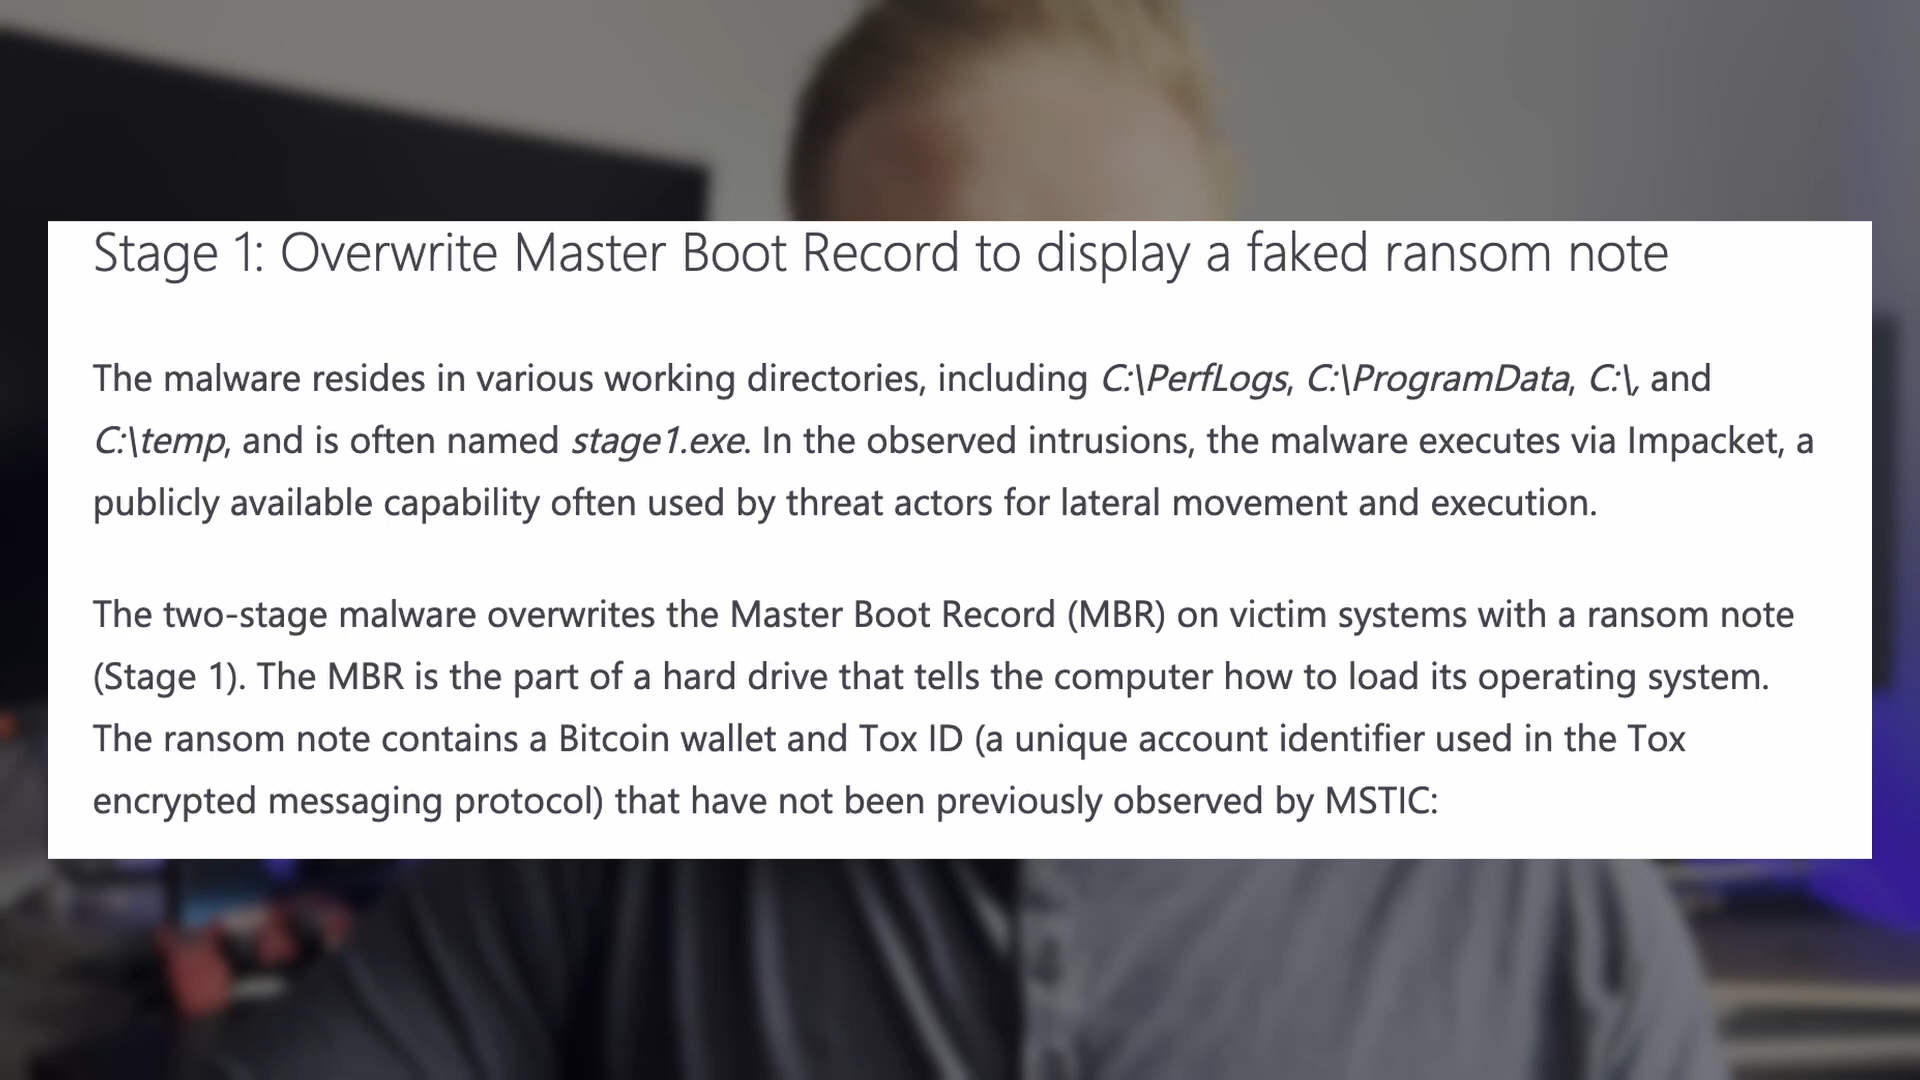 Stage 1: Overwrite Master Boot Record to display a faked ransom note
The malware resides in various working directories, including C:\PerfLogs, C:\ProgramData, C:\, and
C:\temp, and is often named stage1.exe. In the observed intrusions, the malware executes via Impacket, a
publicly available capability often used by threat actors for lateral movement and execution.
The two-stage malware overwrites the Master Boot Record (MBR) on victim systems with a ransom note
(Stage 1). The MBR is the part of a hard drive that tells the computer how to load its operating system.
The ransom note contains a Bitcoin wallet and Tox ID (a unique account identifier used in the Tox
encrypted messaging protocol) that have not been previously observed by MSTIC: